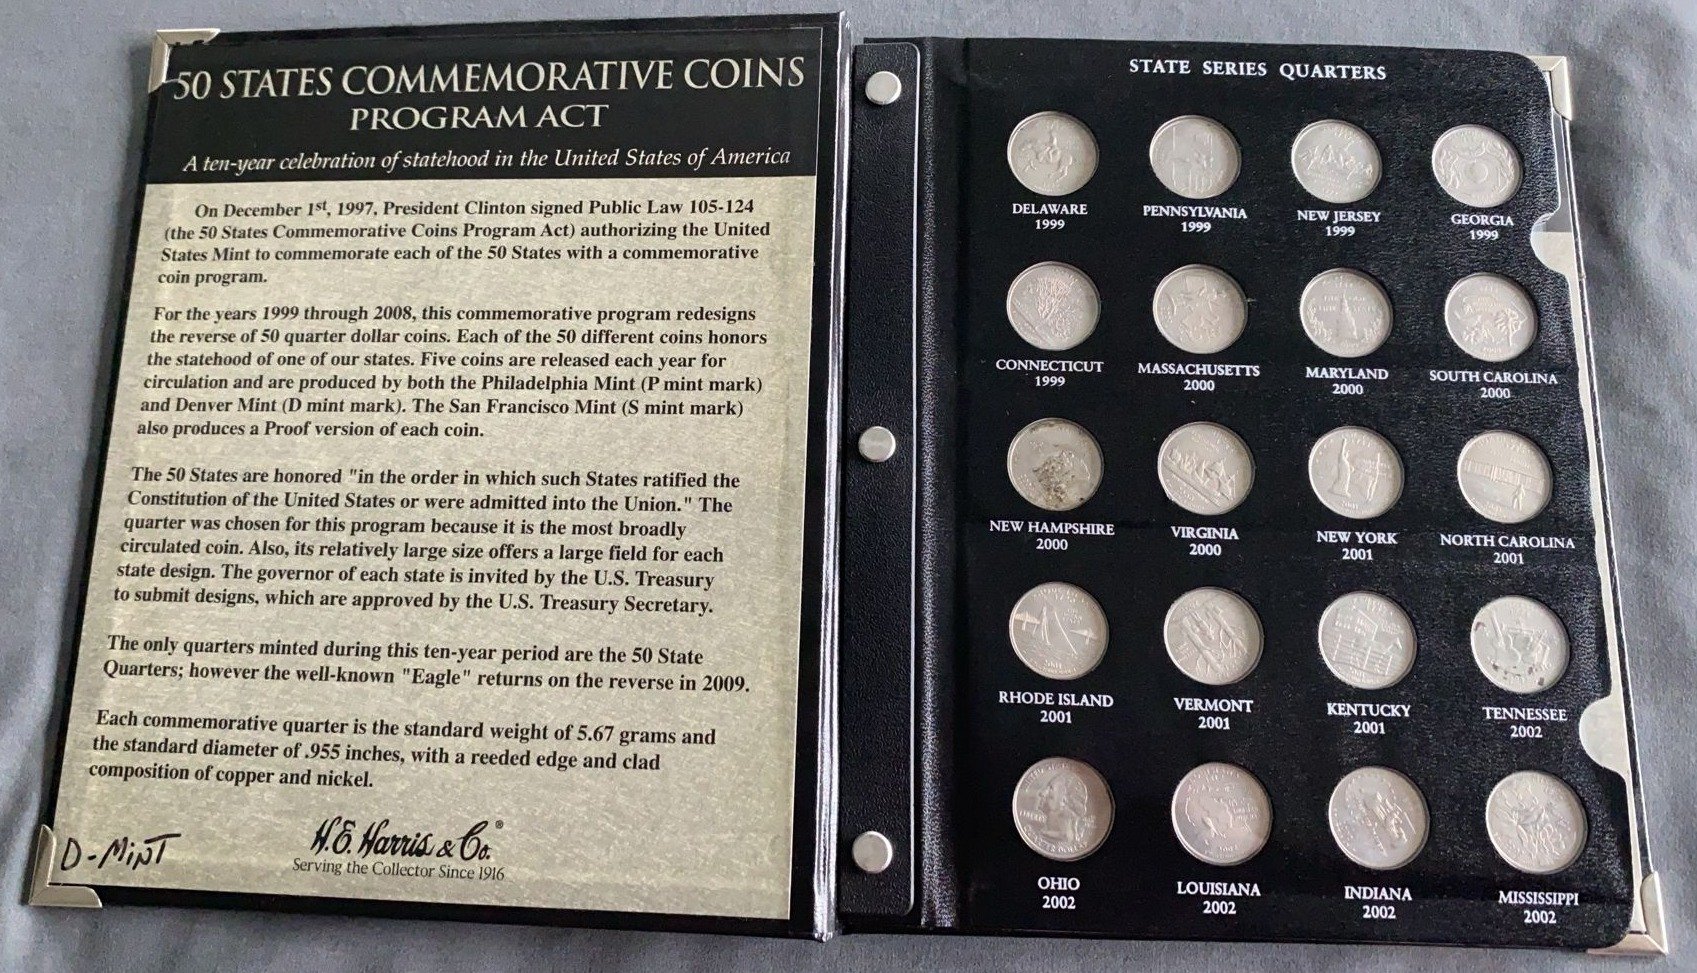 50 STATES COMMEMORATIVE COINS
PROGRAM ACT
A ten-year celebration of statehood in the United States of America
On December 1st, 1997, President Clinton signed Public Law 105-124
(the 50 States Commemorative Coins Program Act) authorizing the United
States Mint to commemorate each of the 50 States with a commemorative
coin program.
For the years 1999 through 2008, this commemorative program redesigns
the reverse of 50 quarter dollar coins. Each of the 50 different coins honors
the statehood of one of our states. Five coins are released each year for
circulation and are produced by both the Philadelphia Mint (P mint mark)
and Denver Mint (D mint mark). The San Francisco Mint (S mint mark)
also produces a Proof version of each coin.
The 50 States are honored "in the order in which such States ratified the
Constitution of the United States or were admitted into the Union." The
quarter was chosen for this program because it is the most broadly
circulated coin. Also, its relatively large size offers a large field for each
state design. The governor of each state is invited by the U.S. Treasury
to submit designs, which are approved by the U.S. Treasury Secretary.
The only quarters minted during this ten-year period are the 50 State
Quarters; however the well-known "Eagle" returns on the reverse in 2009.
Each commemorative quarter is the standard weight of 5.67 grams and
the standard diameter of .955 inches, with a reeded edge and clad
composition of copper and nickel.
D-MINT
H.E. Harris & Co.®
Serving the Collector Since 1916
STATE SERIES QUARTERS
DELAWARE
1999
PENNSYLVANIA
1999
NEW JERSEY
1999
GEORGIA
1999
CONNECTICUT
1999
MASSACHUSETTS
2000
MARYLAND
2000
SOUTH CAROLINA
2000
NEW HAMPSHIRE
2000
VIRGINIA
2000
NEW YORK
2001
NORTH CAROLINA
2001
RHODE ISLAND
2001
VERMONT
2001
KENTUCKY
2001
TENNESSEE
2002
OHIO
2002
LOUISIANA
2002
INDIANA
2002
MISSISSIPPI
2002